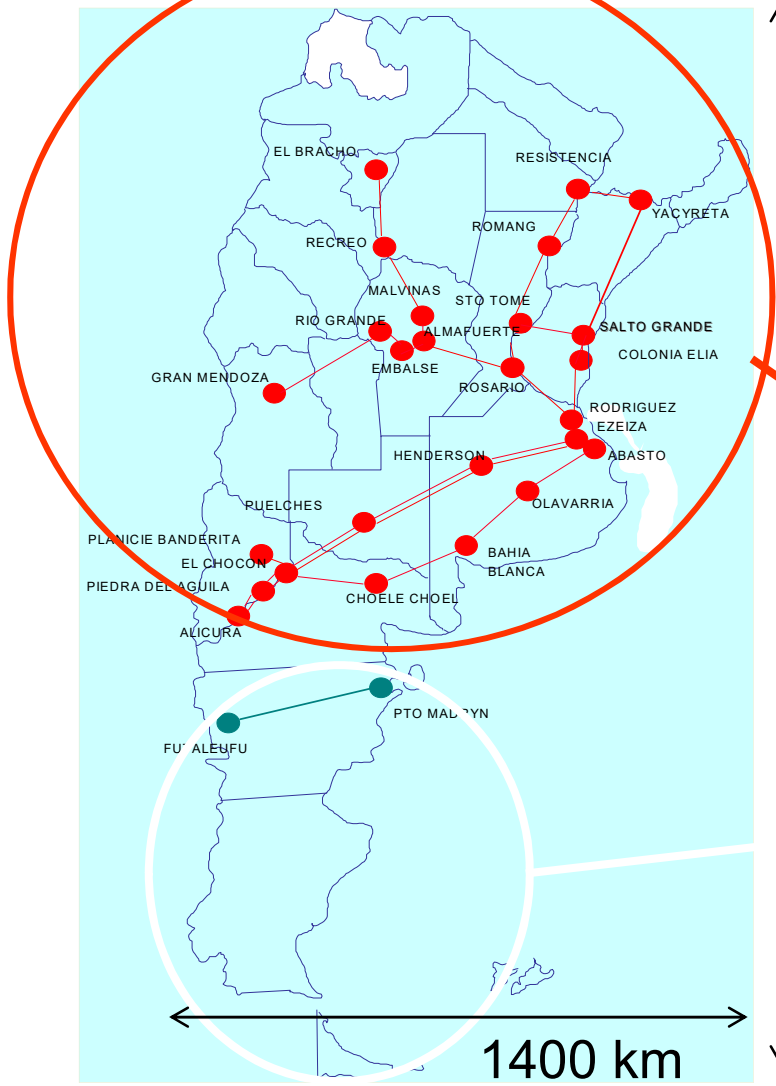 EL BRACHO
RESISTENCIA
YACYRETA
ROMANG
RECREO
MALVINAS
STO TOME
RIO GRANDE
ALMAFUERTE
SALTO GRANDE
COLONIA ELIA
EMBALSE
GRAN MENDOZA
ROSARIO
RODRIGUEZ
EZEIZA
HENDERSON
ABASTO
PUELCHES
OLAVARRIA
PLANICIE BANDERITA
BAHIA
BLANCA
EL CHOCON
PIEDRA DEL AGUILA
CHOELE CHOEL
ALICURA
PTO MADRYN
FUTALEUFU
1400 km